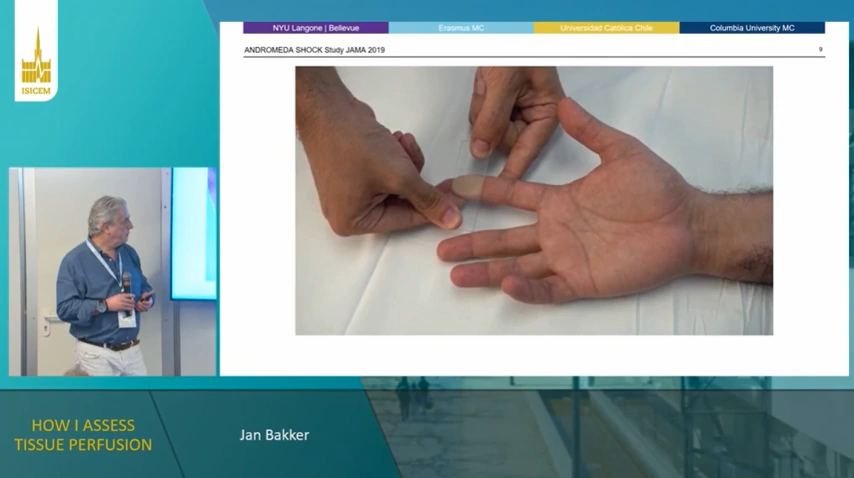 ISICEM
NYU Langone | Bellevue
Erasmus MC
Universidad Catòlica Chile
Columbia University MC
ANDROMEDA SHOCK Study JAMA 2019
9
HOW I ASSESS
TISSUE PERFUSION
Jan Bakker